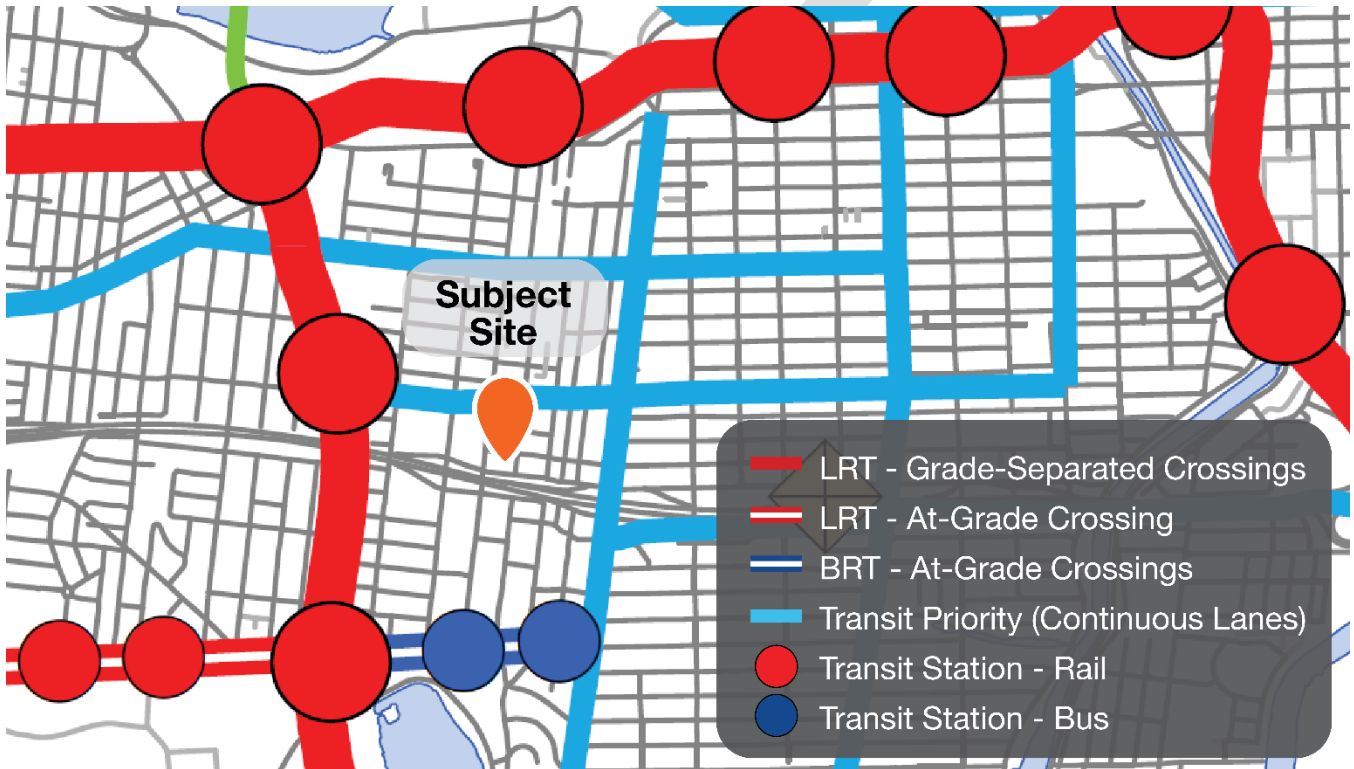 Subject
Site
LRT - Grade-Separated Crossings
LRT - At-Grade Crossing
BRT - At-Grade Crossings
Transit Priority (Continuous Lanes)
Transit Station - Rail
Transit Station - Bus